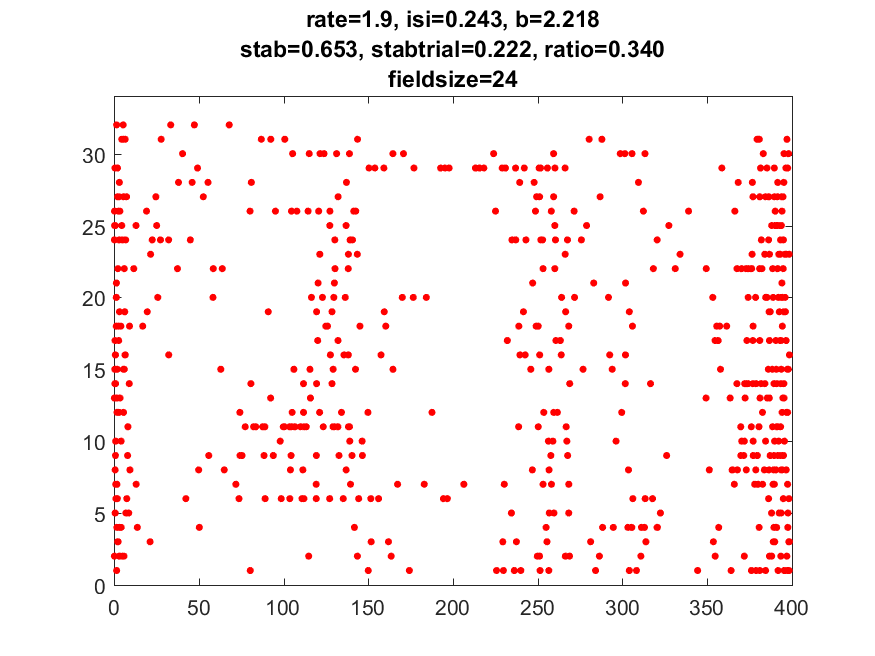 rate=1.9, isi=0.243, b=2.218
stab=0.653, stabtrial=0.222, ratio=0.340
fieldsize=24
30
25
20
15
10
5
0
0 50 100 150 200 250 300 350 400